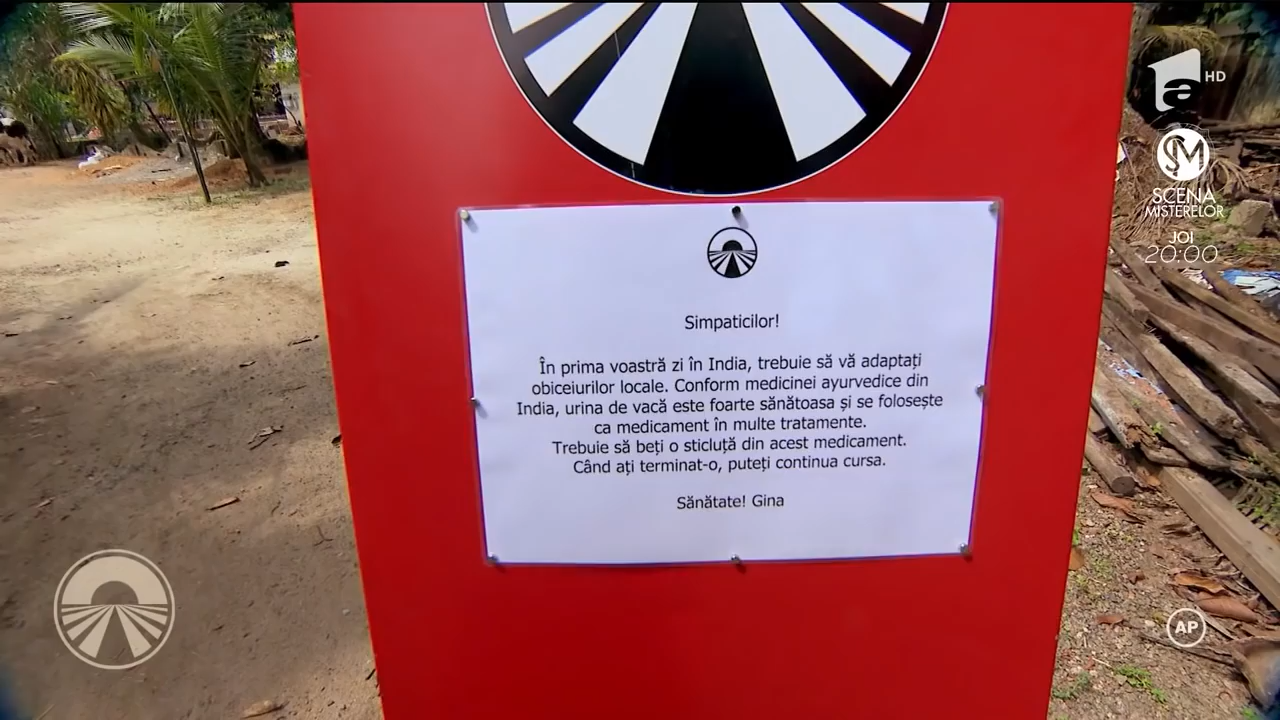 HD
SM
SCENA
MISTERELOR
JOI
20:00
Simpaticilor!
În prima voastră zi în India, trebuie să vă adaptați
obiceiurilor locale. Conform medicinei ayurvedice din
India, urina de vacă este foarte sănătoasa și se folosește
ca medicament în multe tratamente.
Trebuie să beți o sticluță din acest medicament.
Când ați terminat-o, puteți continua cursa.
Sănătate! Gina
AP